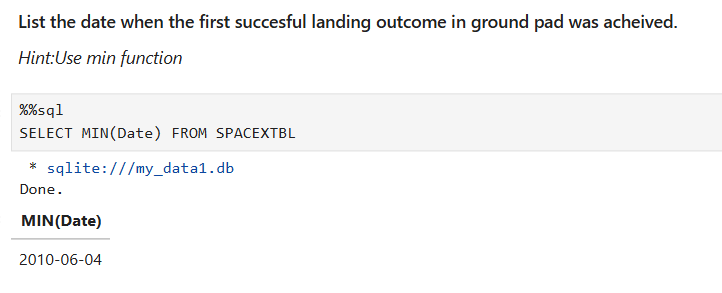 List the date when the first succesful landing outcome in ground pad was acheived.
Hint:Use min function
%%sql
SELECT MIN(Date) FROM SPACEXTBL
* sqlite:///my_data1.db
Done.
MIN(Date)
2010-06-04